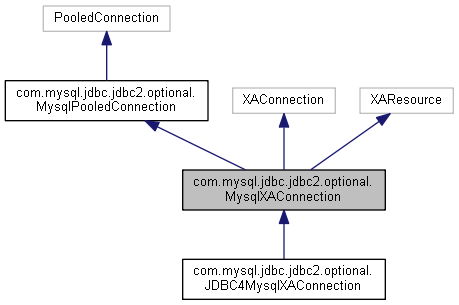 PooledConnection
com.mysql.jdbc.jdbc2.optional.
MysqlPooledConnection
XAConnection
XAResource
com.mysql.jdbc.jdbc2.optional.
MysqlXAConnection
com.mysql.jdbc.jdbc2.optional.
JDBC4MysqlXAConnection